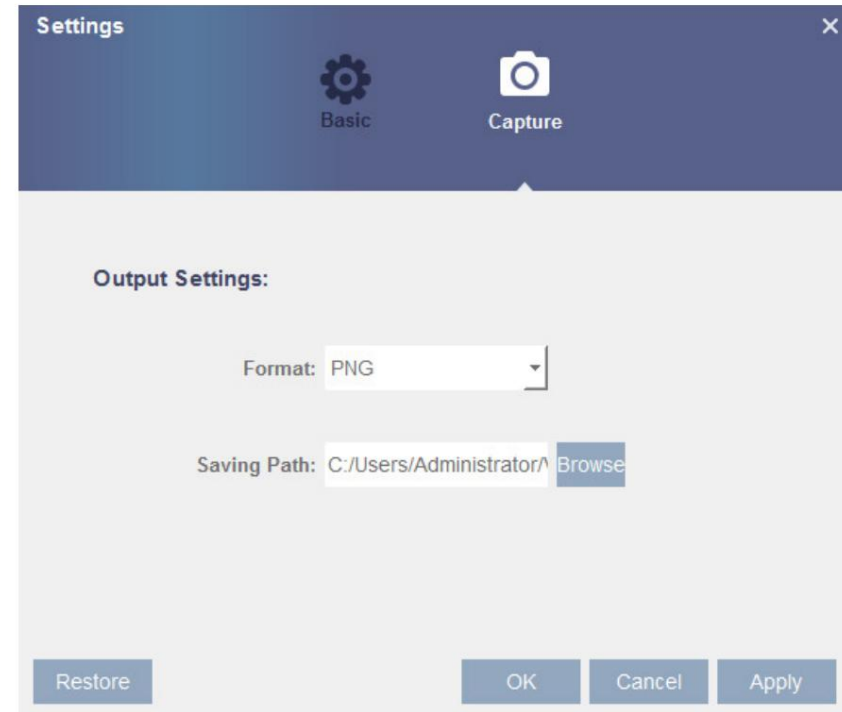 Settings
Basic
Capture
Output Settings:
Format: PNG
Saving Path: C:/Users/Administrator/ Browse
Restore
OK
Cancel
Apply